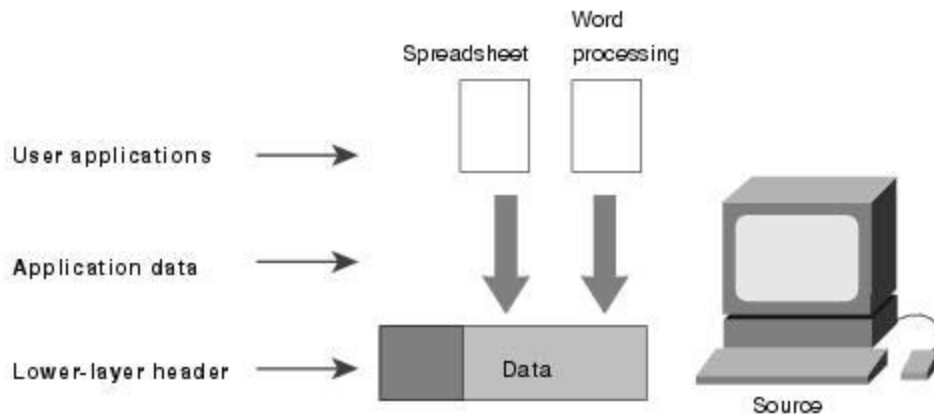 Word
Spreadsheet processing
User applications
Application data
Lower-layer header
Data
Source